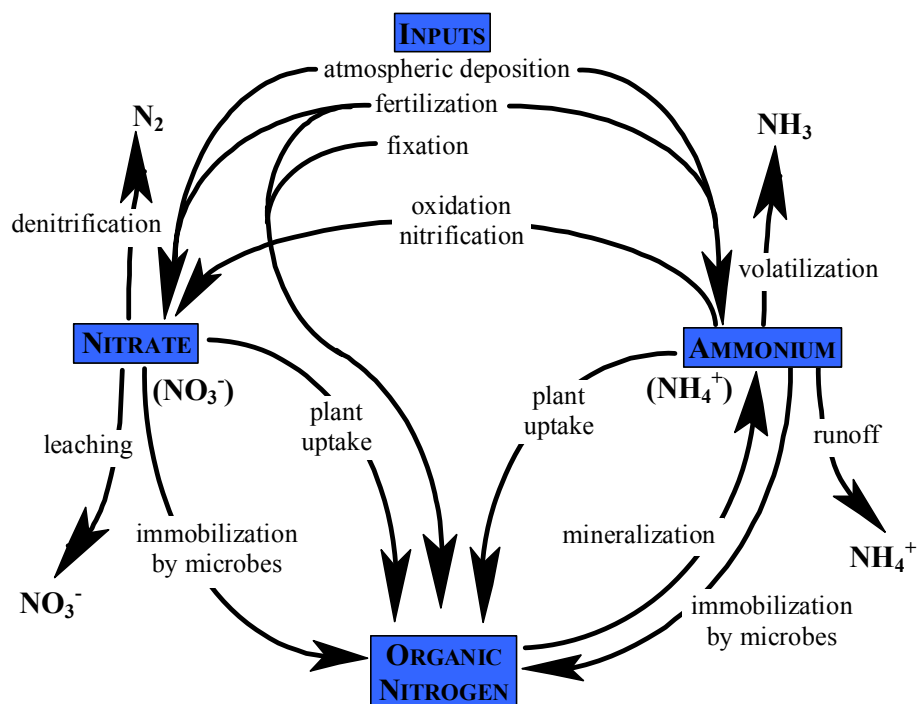 INPUTS
atmospheric deposition
fertilization
fixation
N₂
NH₃
denitrification
oxidation
nitrification
volatilization
NITRATE
(NO₃⁻)
AMMONIUM
(NH₄⁺)
plant
uptake
plant
uptake
leaching
runoff
immobilization
by microbes
mineralization
NO₃⁻
NH₄⁺
immobilization
by microbes
ORGANIC
NITROGEN